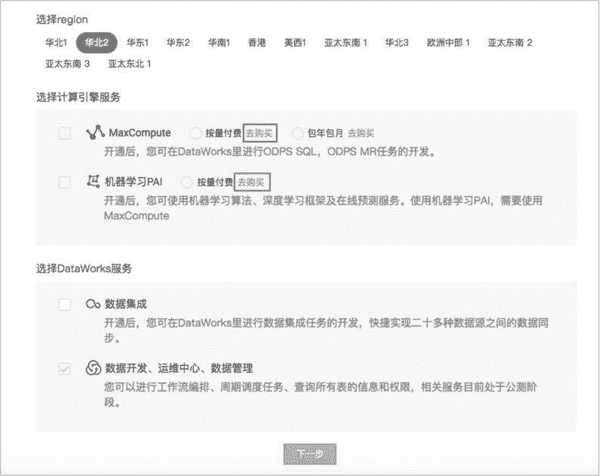 选择region
华北1 华北2 华东1 华东2 华南1 香港 美西1 亚太东南 1 华北3 欧洲中部 1 亚太东南 2
亚太东南 3 亚太东北 1
选择计算引擎服务
MaxCompute 按量付费 去购买 包年包月 去购买
开通后，您可在DataWorks里进行ODPS SQL，ODPS MR任务的开发。
机器学习PAI 按量付费 去购买
开通后，您可使用机器学习算法、深度学习框架及在线预测服务。使用机器学习PAI，需要使用
MaxCompute
选择DataWorks服务
数据集成
开通后，您可在DataWorks里进行数据集成任务的开发，快捷实现二十多种数据源之间的数据同
步。
数据开发、运维中心、数据管理
您可以进行工作流编排、周期调度任务、查询所有表的信息和权限，相关服务目前处于公测阶
段。
下一步